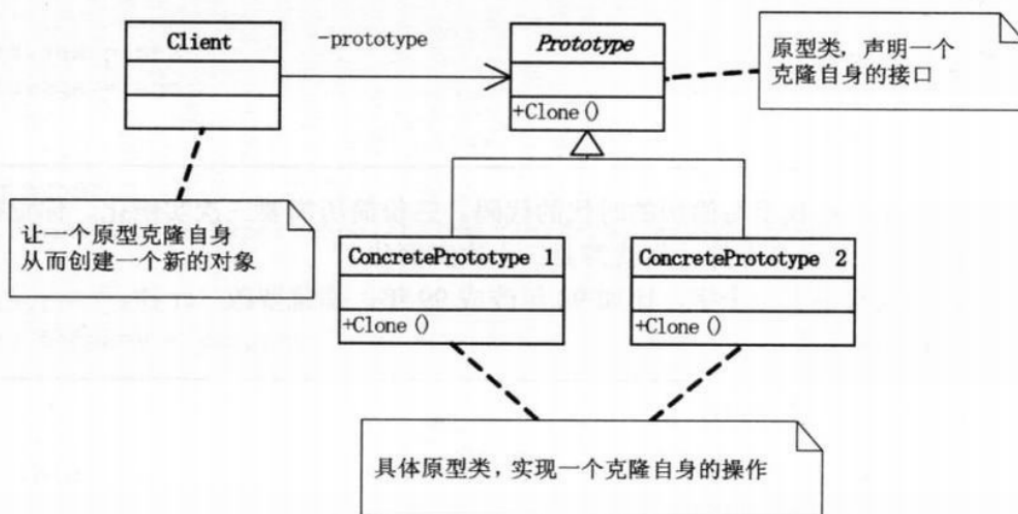 Client
-prototype
Prototype
+Clone()
原型类，声明一个
克隆自身的接口
让一个原型克隆自身
从而创建一个新的对象
ConcretePrototype 1
+Clone()
ConcretePrototype 2
+Clone()
具体原型类，实现一个克隆自身的操作